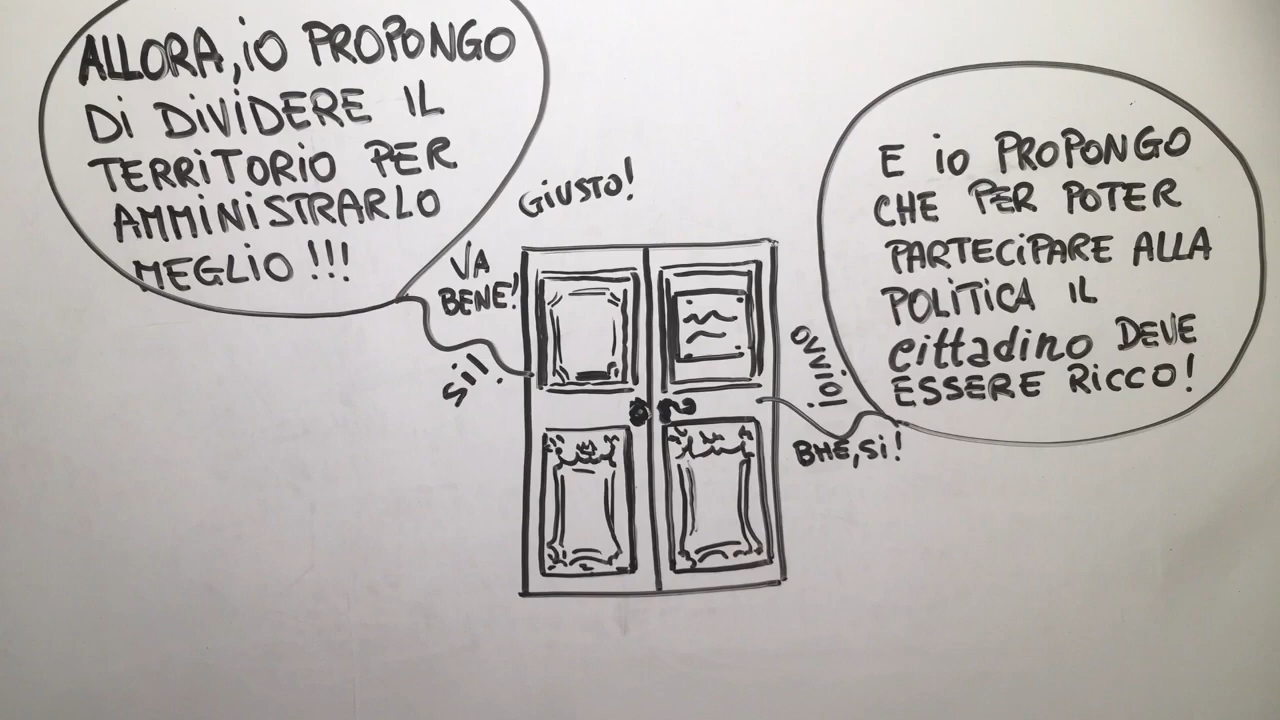 ALLORA, iO PROPONGO
Di DiViDERE IL
TERRiTORIO PER
AMMiNiSTRARLO
MEGLIO !!!
GiUSTO!
VA
BENE!
Sì!
E io PROPONGO
CHE PER POTER
PARTECiPARE ALLA
POLiTiCA iL
cittadino DEVE
ESSERE RiCCO!
OVViO!
BHE, Si!